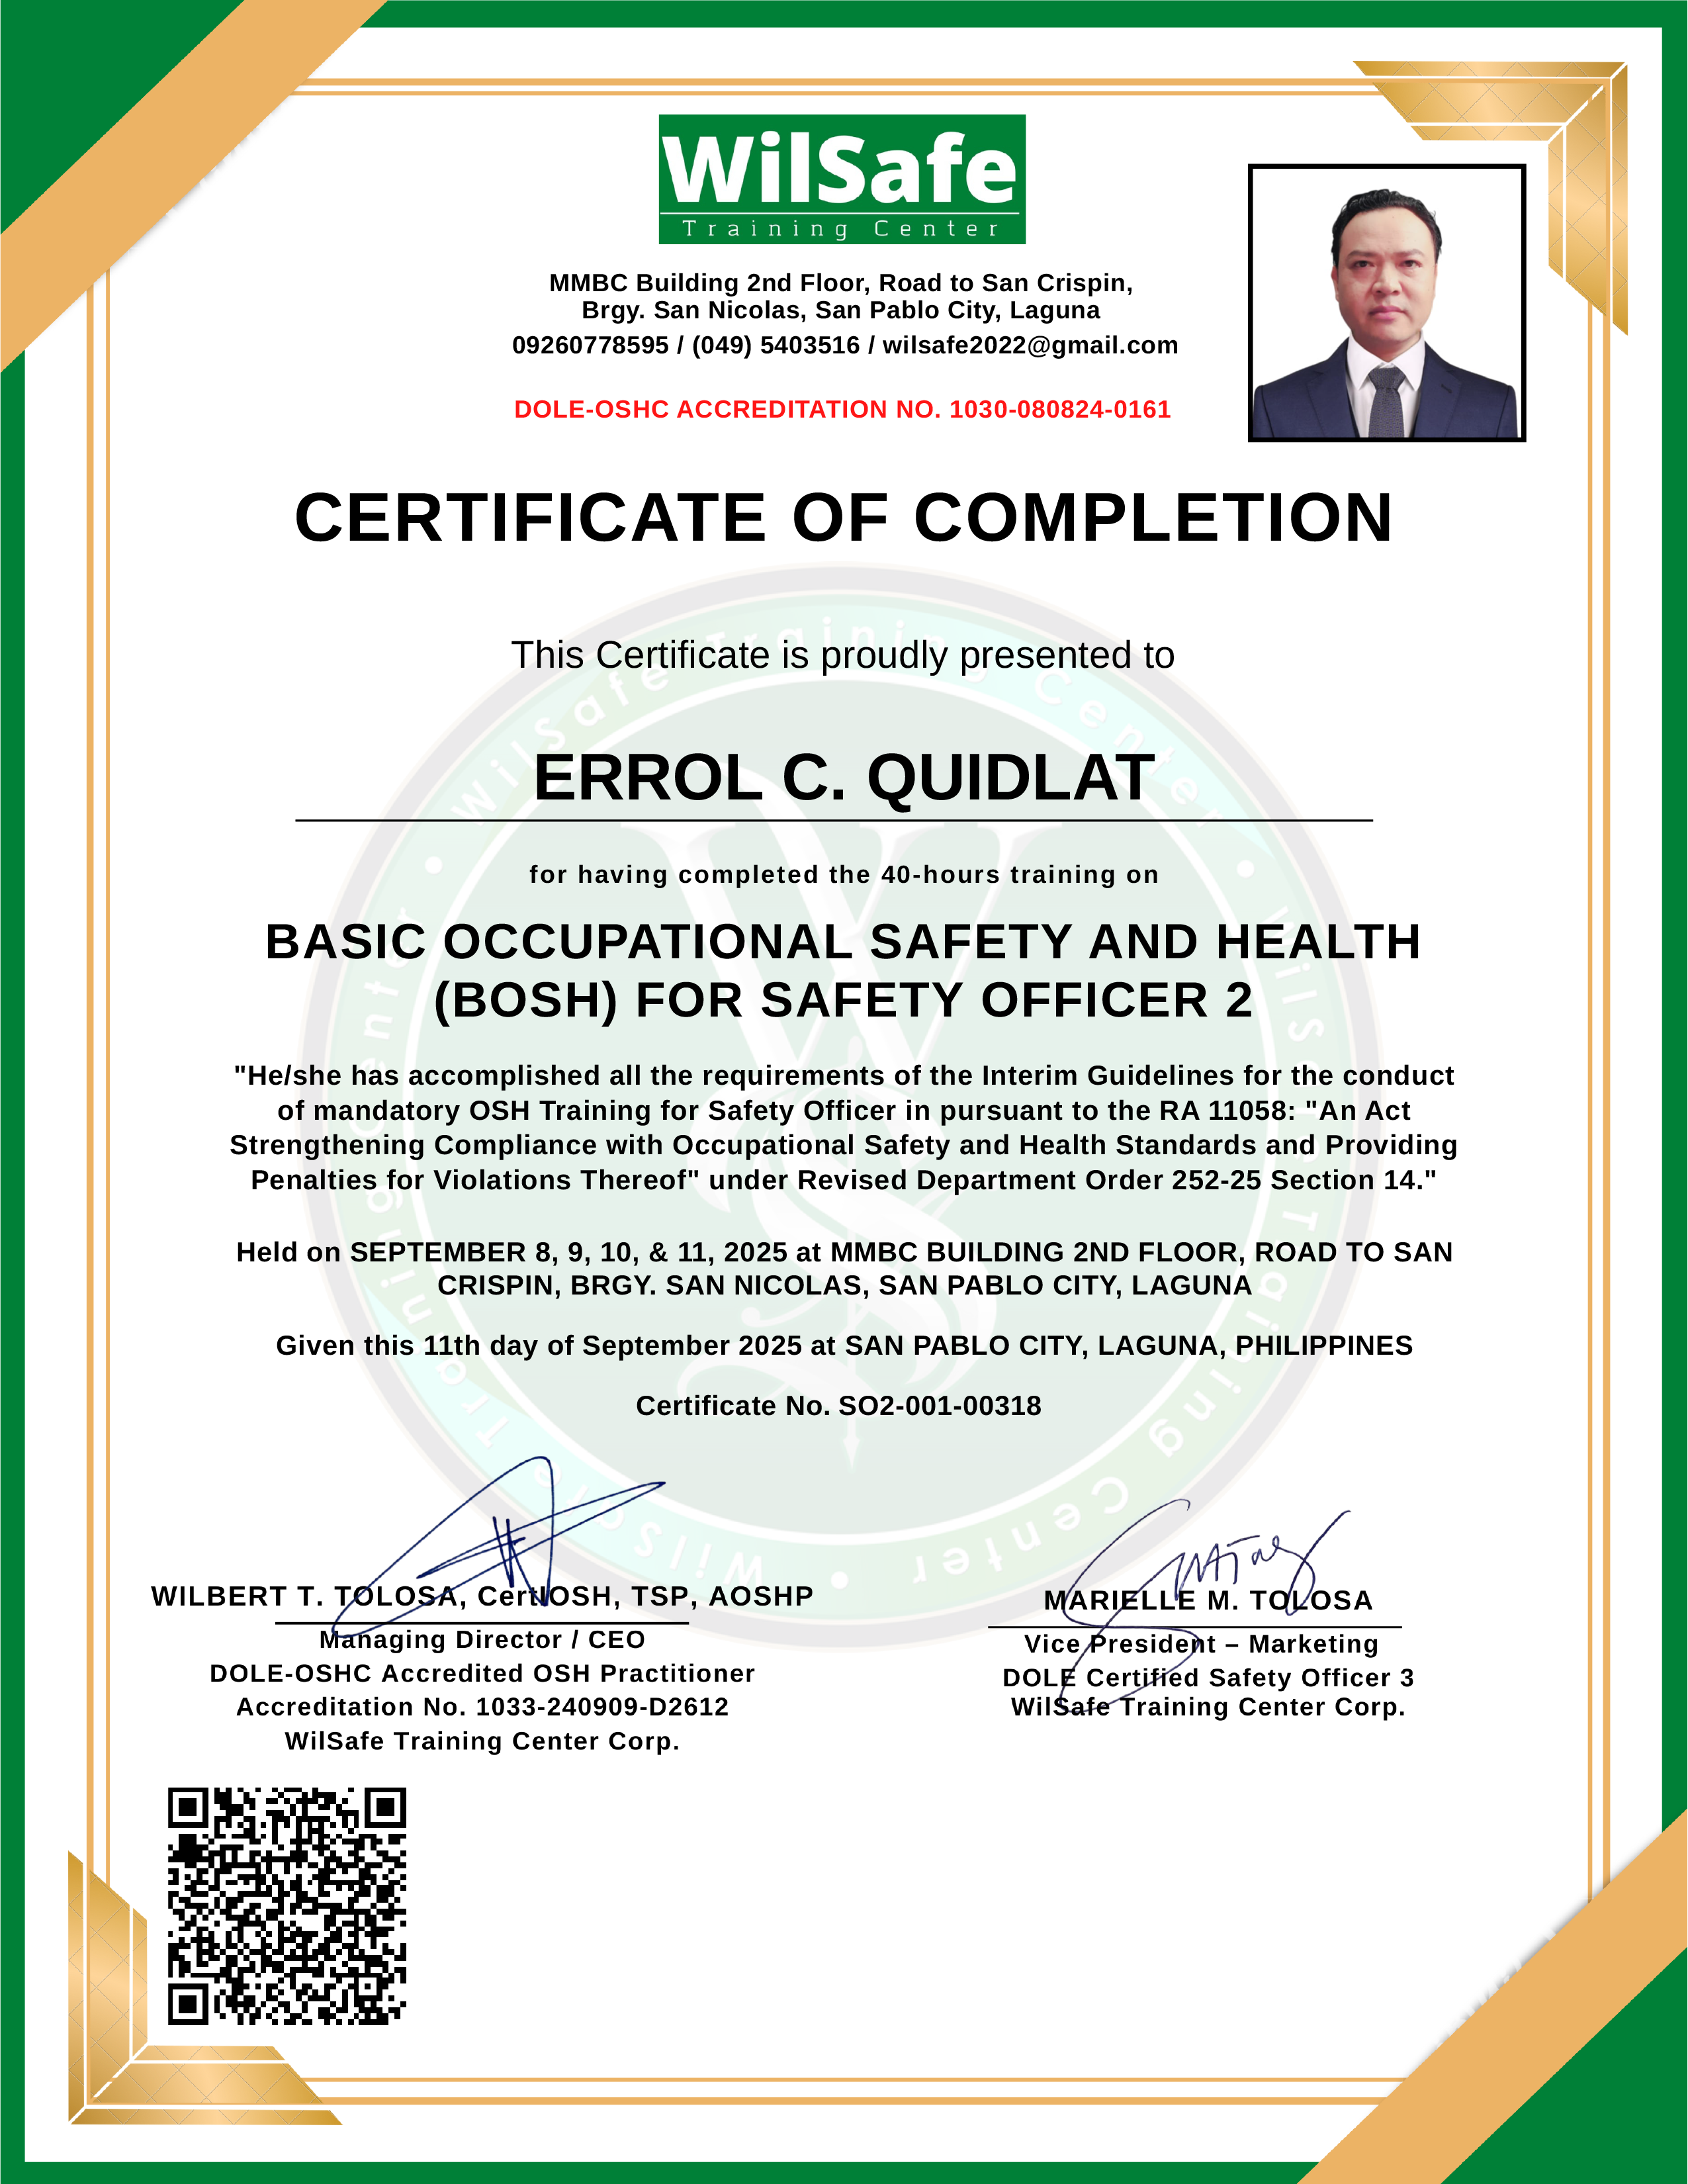 WilSafe
Training Center
MMBC Building 2nd Floor, Road to San Crispin,
Brgy. San Nicolas, San Pablo City, Laguna
09260778595 / (049) 5403516 / wilsafe2022@gmail.com
DOLE-OSHC ACCREDITATION NO. 1030-080824-0161
CERTIFICATE OF COMPLETION
This Certificate is proudly presented to
ERROL C. QUIDLAT
for having completed the 40-hours training on
BASIC OCCUPATIONAL SAFETY AND HEALTH
(BOSH) FOR SAFETY OFFICER 2
"He/she has accomplished all the requirements of the Interim Guidelines for the conduct
of mandatory OSH Training for Safety Officer in pursuant to the RA 11058: "An Act
Strengthening Compliance with Occupational Safety and Health Standards and Providing
Penalties for Violations Thereof" under Revised Department Order 252-25 Section 14."
Held on SEPTEMBER 8, 9, 10, & 11, 2025 at MMBC BUILDING 2ND FLOOR, ROAD TO SAN
CRISPIN, BRGY. SAN NICOLAS, SAN PABLO CITY, LAGUNA
Given this 11th day of September 2025 at SAN PABLO CITY, LAGUNA, PHILIPPINES
Certificate No. SO2-001-00318
WilSafe Training Center • WilSafe Training Center • WilSafe Training Center •
WILBERT T. TOLOSA, CertIOSH, TSP, AOSHP
Managing Director / CEO
DOLE-OSHC Accredited OSH Practitioner
Accreditation No. 1033-240909-D2612
WilSafe Training Center Corp.
MARIELLE M. TOLOSA
Vice President – Marketing
DOLE Certified Safety Officer 3
WilSafe Training Center Corp.